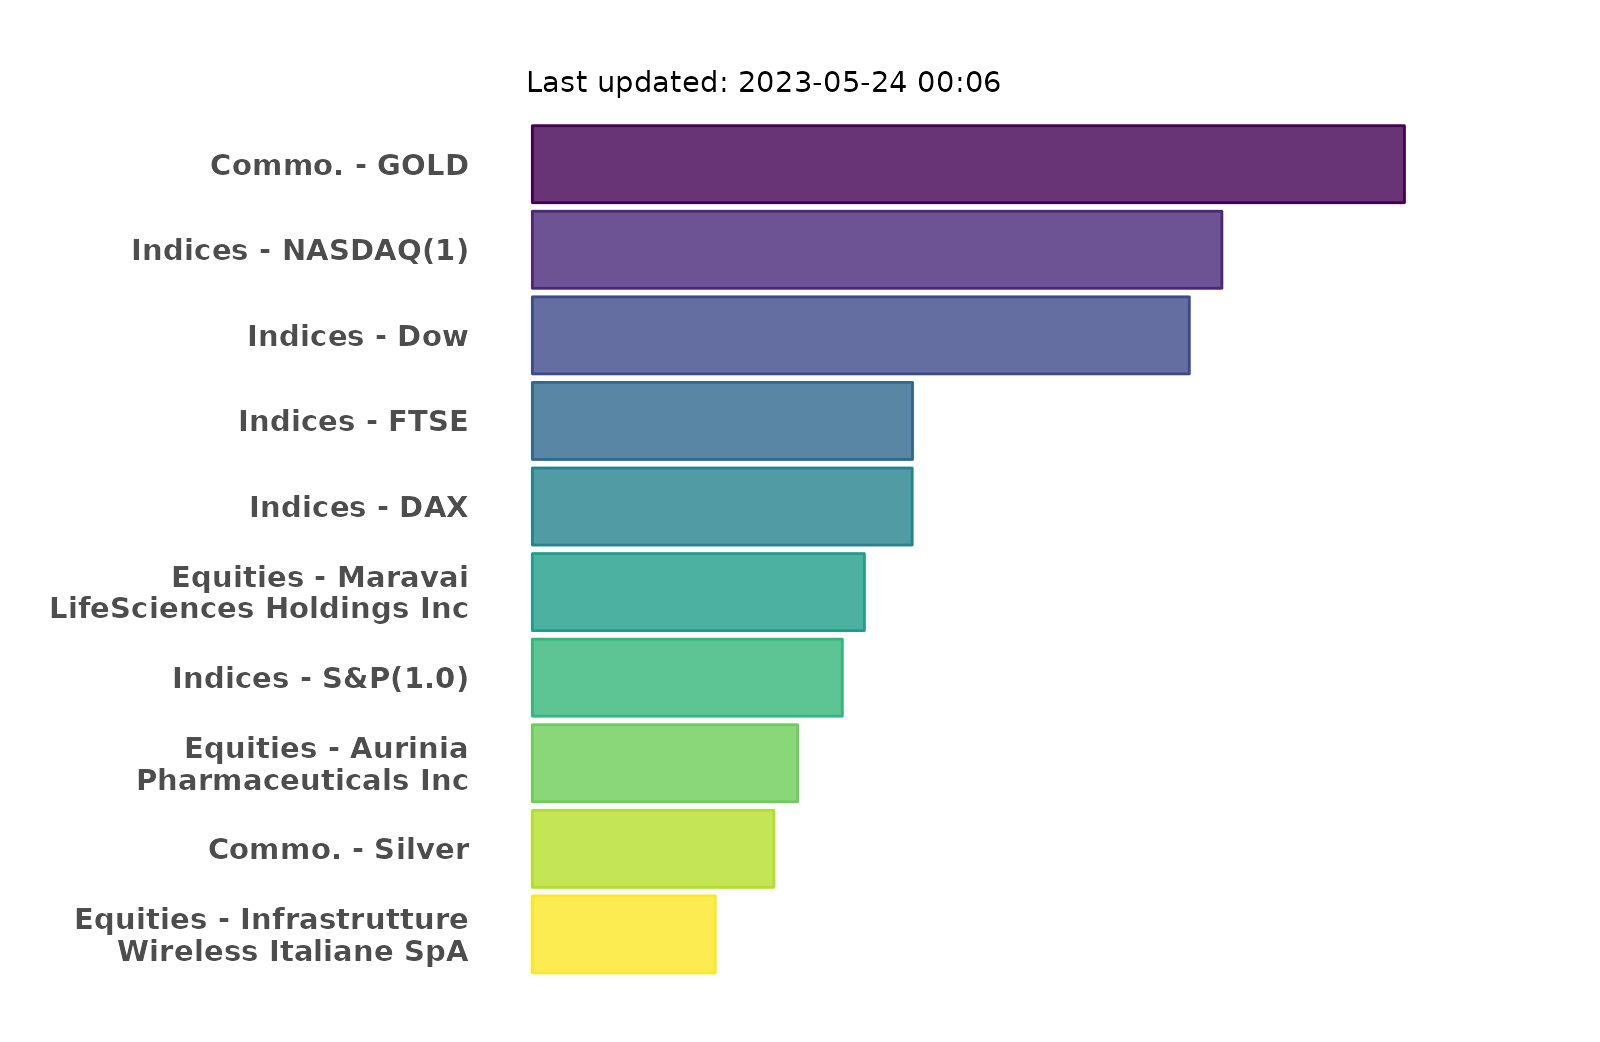 Last updated: 2023-05-24 00:06
Commo. - GOLD
Indices - NASDAQ(1)
Indices - Dow
Indices - FTSE
Indices - DAX
Equities - Maravai
LifeSciences Holdings Inc
Indices - S&P(1.0)
Equities - Aurinia
Pharmaceuticals Inc
Commo. - Silver
Equities - Infrastrutture
Wireless Italiane SpA